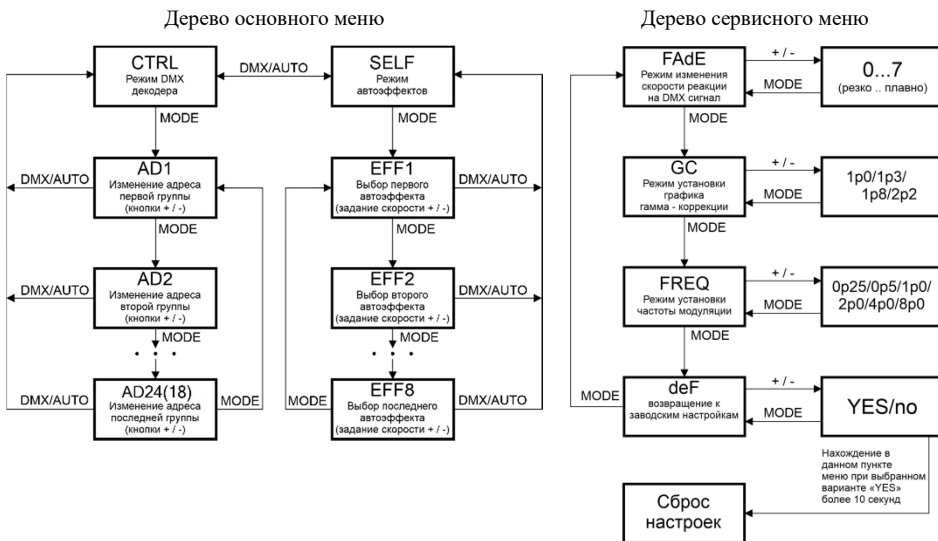 Дерево основного меню
CTRL
Режим DMX
декодера
DMX/AUTO
SELF
Режим
автоэффектов
MODE
MODE
DMX/AUTO
AD1
Изменение адреса
первой группы
(кнопки + / -)
EFF1
Выбор первого
автоэффекта
(задание скорости + / -)
DMX/AUTO
MODE
MODE
DMX/AUTO
AD2
Изменение адреса
второй группы
(кнопки + / -)
EFF2
Выбор второго
автоэффекта
(задание скорости + / -)
DMX/AUTO
MODE
MODE
. . .
. . .
DMX/AUTO
AD24(18)
Изменение адреса
последней группы
(кнопки + / -)
MODE
MODE
EFF8
Выбор последнего
автоэффекта
(задание скорости + / -)
DMX/AUTO
Дерево сервисного меню
FAdE
Режим изменения
скорости реакции
на DMX сигнал
+ / -
MODE
0...7
(резко .. плавно)
MODE
GC
Режим установки
графика
гамма - коррекции
+ / -
MODE
1p0/1p3/
1p8/2p2
MODE
FREQ
Режим установки
частоты модуляции
+ / -
MODE
0p25/0p5/1p0/
2p0/4p0/8p0
MODE
MODE
deF
возвращение к
заводским настройкам
+ / -
MODE
YES/no
Нахождение в
данном пункте
меню при выбранном
варианте «YES»
более 10 секунд
Сброс
настроек